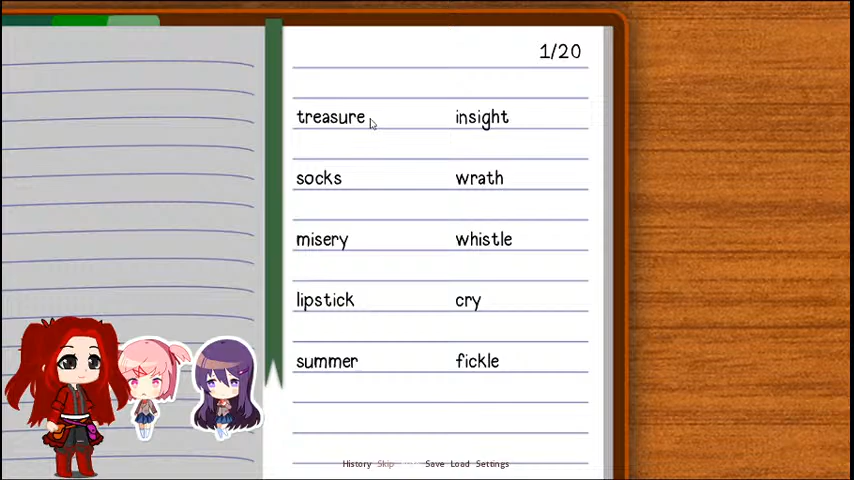 1/20
treasure insight
socks wrath
misery whistle
lipstick cry
summer fickle
History Skip Save Load Settings